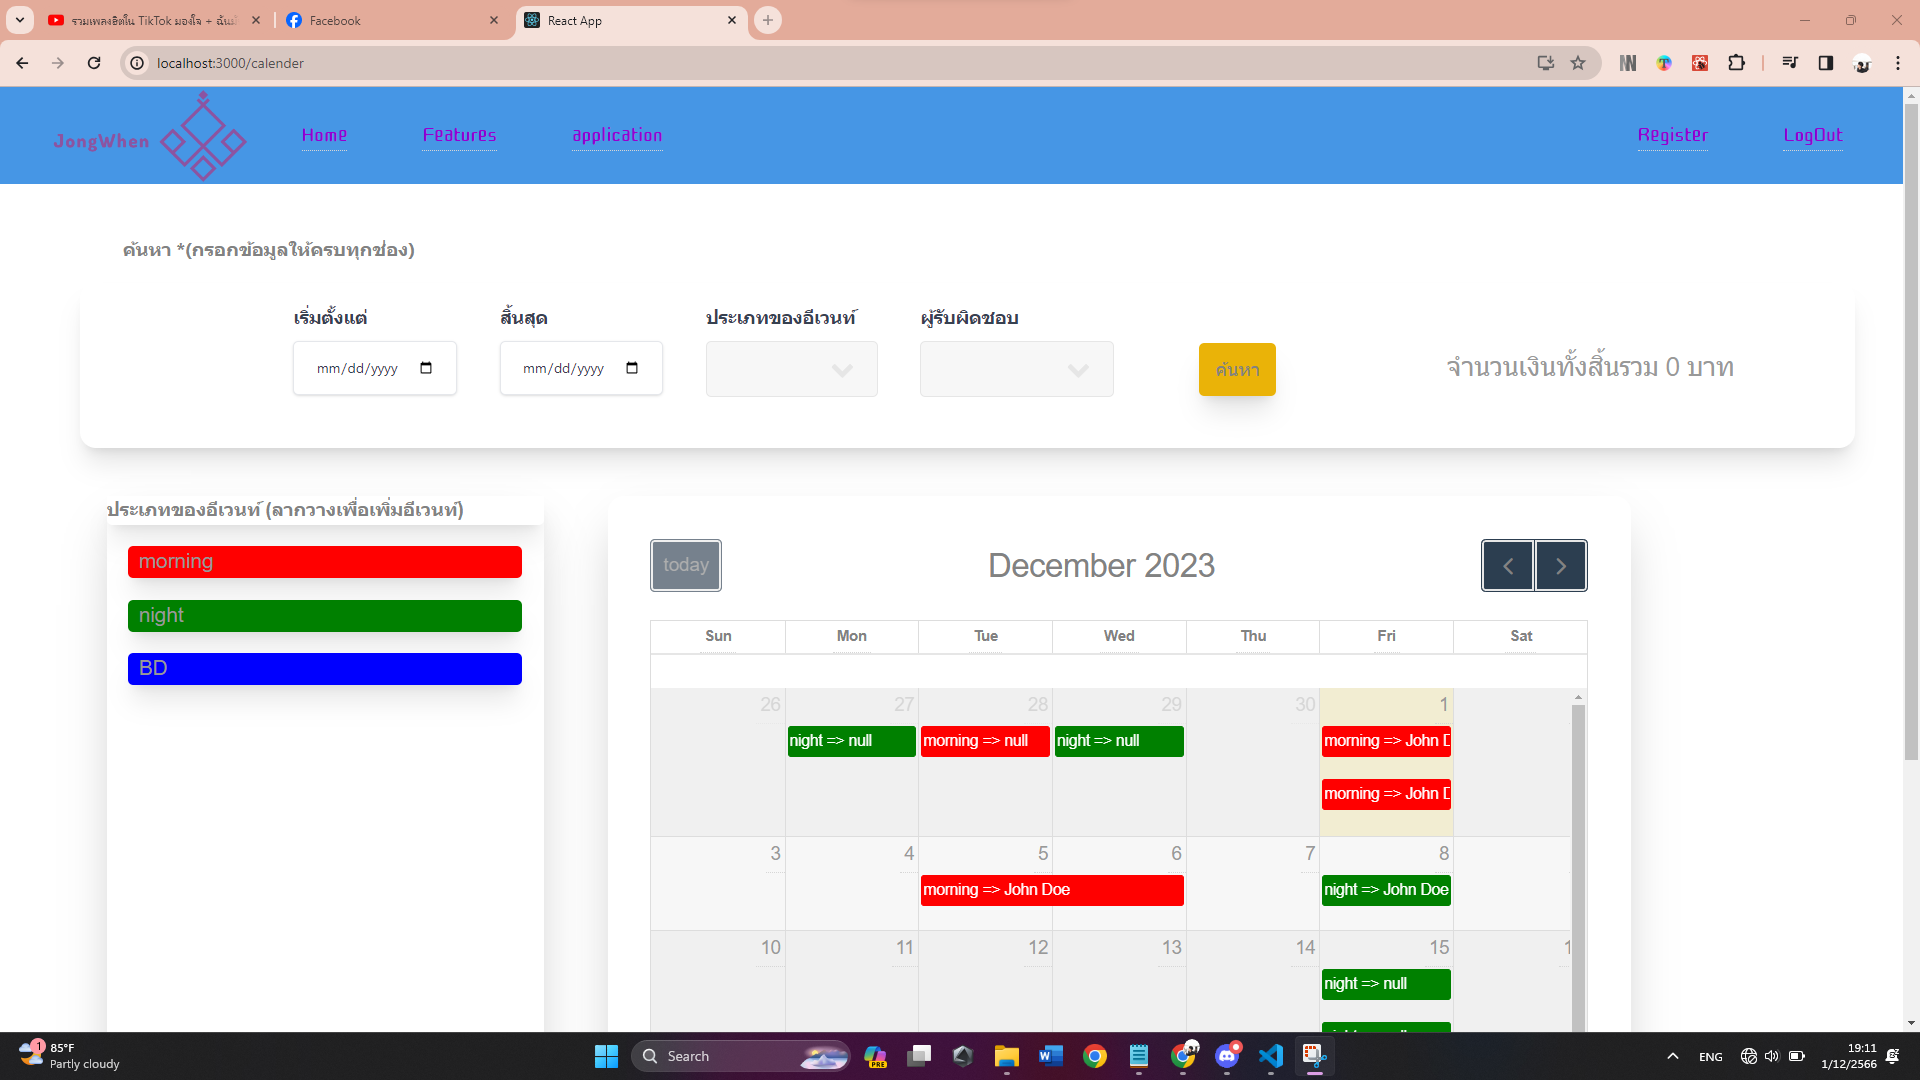 รวมเพลงฮิตใน TikTok มองใจ + ฉันม
Facebook
React App
localhost:3000/calender
JongWhen
Home
Features
application
Register
LogOut
ค้นหา *(กรอกข้อมูลให้ครบทุกช่อง)
เริ่มตั้งแต่
สิ้นสุด
ประเภทของอีเวนท์
ผู้รับผิดชอบ
mm/dd/yyyy
mm/dd/yyyy
ค้นหา
จำนวนเงินทั้งสิ้นรวม 0 บาท
ประเภทของอีเวนท์ (ลากวางเพื่อเพิ่มอีเวนท์)
morning
night
BD
today
December 2023
Sun Mon Tue Wed Thu Fri Sat
26 27 28 29 30 1
night => null
morning => null
night => null
morning => John D
morning => John D
3 4 5 6 7 8
morning => John Doe
night => John Doe
10 11 12 13 14 15 1
night => null
1
85°F
Partly cloudy
Search
PRE
ENG
19:11
1/12/2566